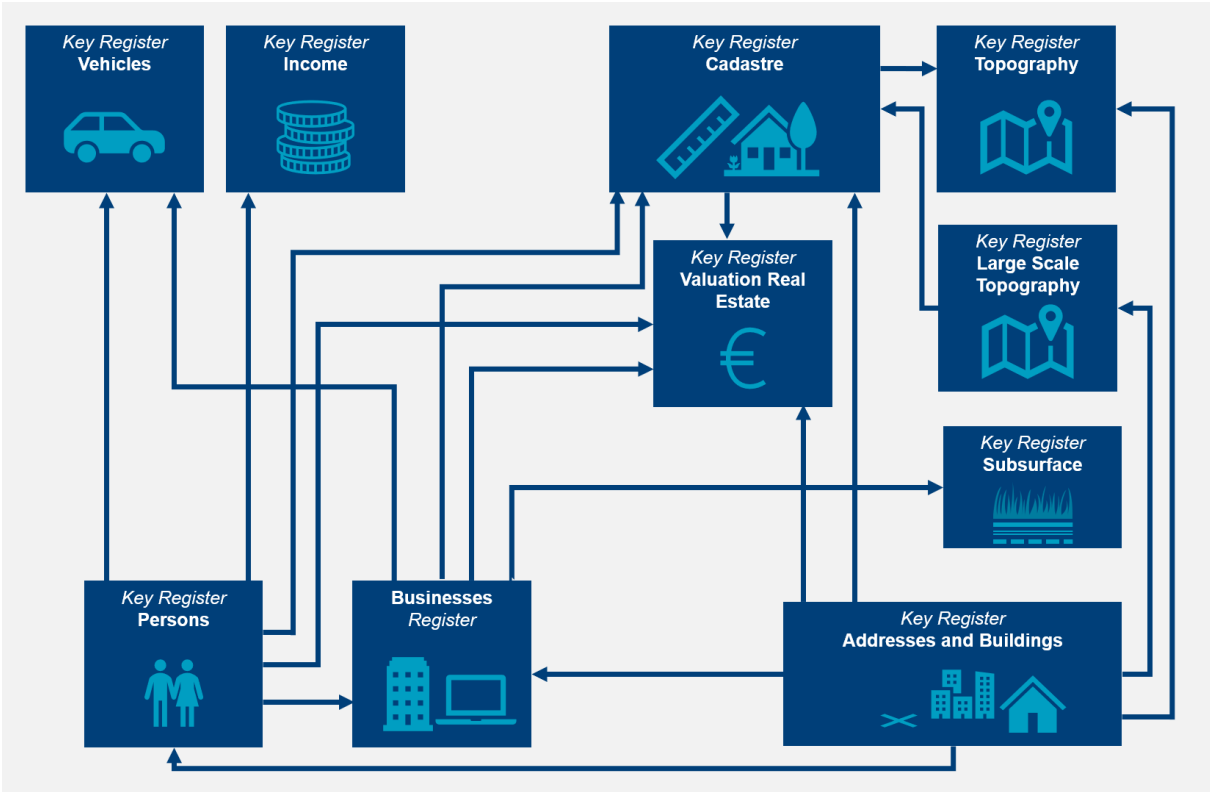 Key Register
Vehicles
Key Register
Income
Key Register
Cadastre
Key Register
Topography
Key Register
Large Scale
Topography
Key Register
Valuation Real
Estate
€
Key Register
Subsurface
Key Register
Persons
Businesses
Register
Key Register
Addresses and Buildings